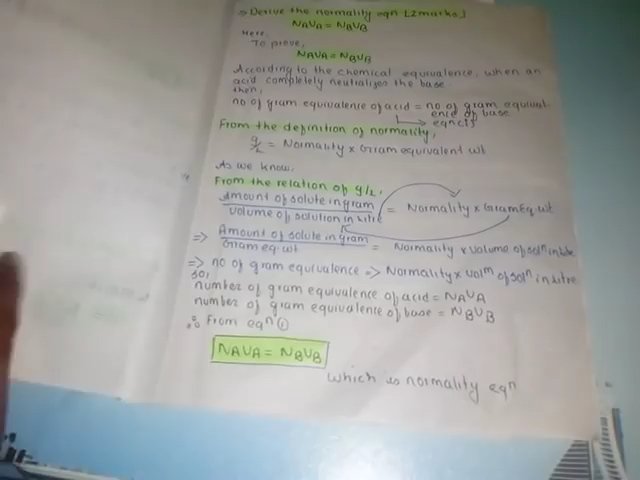 ⇒ Derive the normality eqn [2marks]
NAVA = NBVB
Here,
To prove,
NAVA = NBVB
According to the chemical equivalence, when an
acid completely neutralizes the base
then,
no of gram equivalence of acid = no of gram equival-
ence of base
→ eqn (1)
From the definition of normality,
g/L = Normality × Gram equivalent wt
As we know.
From the relation of g/L,
Amount of solute in gram
Volume of solution in litre = Normality × Gram Eq. wt
⇒ Amount of solute in gram
Gram eq. wt = Normality × Volume of solⁿ in litre
⇒ no of gram equivalence ⇒ Normality × volᵐ of solⁿ in litre
so,
number of gram equivalence of acid = NAVA
number of gram equivalence of base = NBVB
∴ From eqⁿ ①
NAVA = NBVB
Which is normality eqⁿ